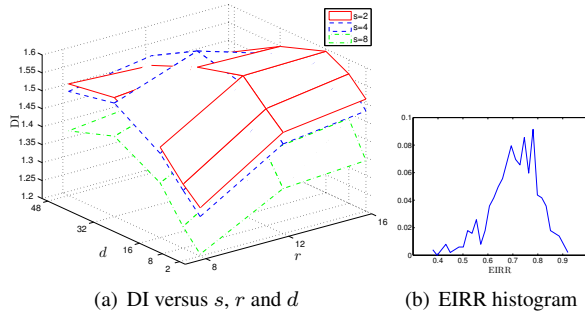 s=2
s=4
s=8
1.6
1.55
1.5
1.45
1.4
1.35
1.3
1.25
1.2
DI
48
32
16
8
2
d
8
12
16
r
0.1
0.08
0.06
0.04
0.02
0
0.4 0.5 0.6 0.7 0.8 0.9
EIRR
(a) DI versus s, r and d
(b) EIRR histogram